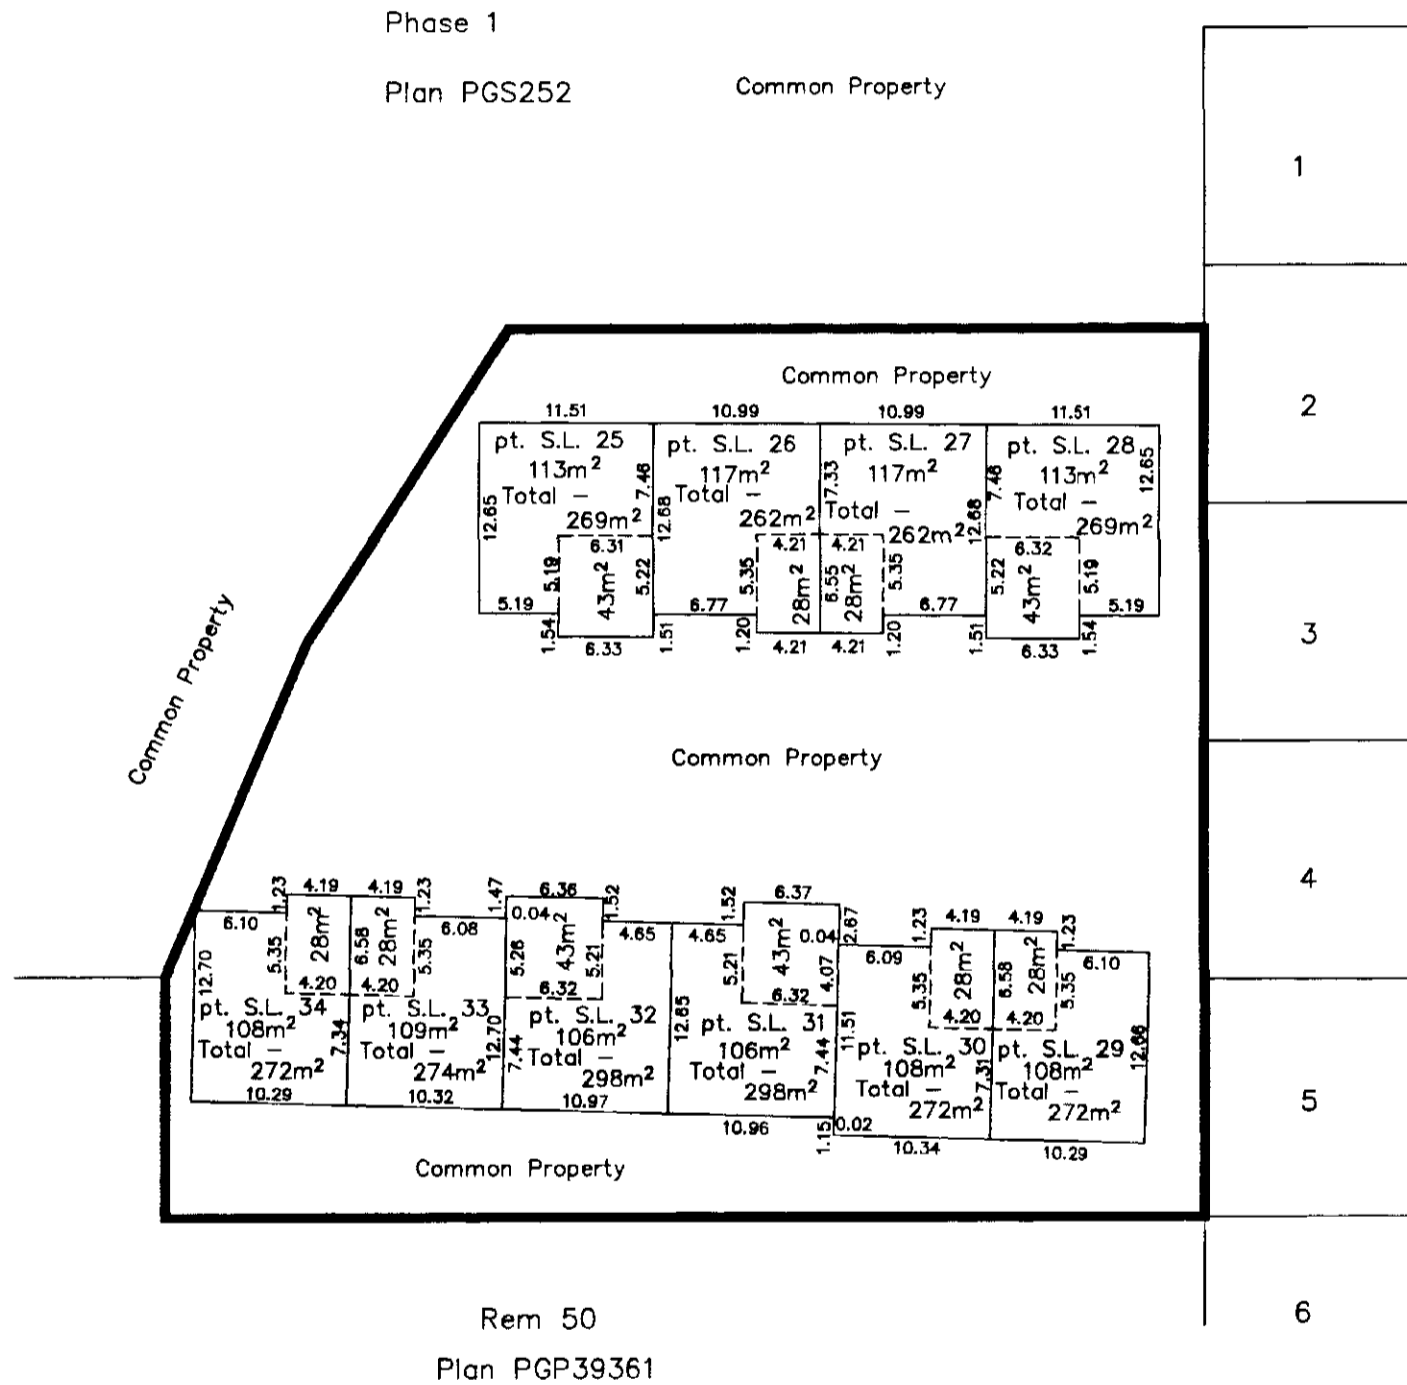 Phase 1
Plan PGS252
Common Property
1
2
3
4
5
6
Common Property
11.51
10.99
10.99
11.51
pt. S.L. 25
113m²
Total –
269m²
12.65
7.46
6.31
5.19
5.22
43m²
5.19
1.54
6.33
pt. S.L. 26
117m²
Total –
262m²
12.68
4.21
5.35
28m²
6.77
1.51
1.20
4.21
pt. S.L. 27
117m²
Total –
262m²
7.33
12.68
4.21
6.55
28m²
5.35
6.77
4.21
1.20
1.51
pt. S.L. 28
113m²
Total –
269m²
7.46
12.65
6.32
5.22
43m²
5.19
5.19
6.33
1.54
Common Property
Common Property
1.23
4.19
6.10
5.35
28m²
12.70
4.20
pt. S.L. 34
108m²
Total –
272m²
7.34
10.29
4.19
1.23
6.58
28m²
5.35
6.08
4.20
pt. S.L. 33
109m²
Total –
274m²
12.70
10.32
1.47
6.36
1.52
0.04
5.26
43m²
5.21
4.65
6.32
pt. S.L. 32
106m²
Total –
298m²
7.44
10.97
1.52
6.37
4.65
5.21
43m²
0.04
2.67
4.07
6.32
12.65
pt. S.L. 31
106m²
Total –
298m²
7.44
10.96
1.15
0.02
1.23
4.19
6.09
5.35
28m²
4.20
11.51
pt. S.L. 30
108m²
Total –
272m²
7.31
10.34
4.19
1.23
6.58
28m²
5.35
6.10
4.20
pt. S.L. 29
108m²
Total –
272m²
10.29
Common Property
Rem 50
Plan PGP39361